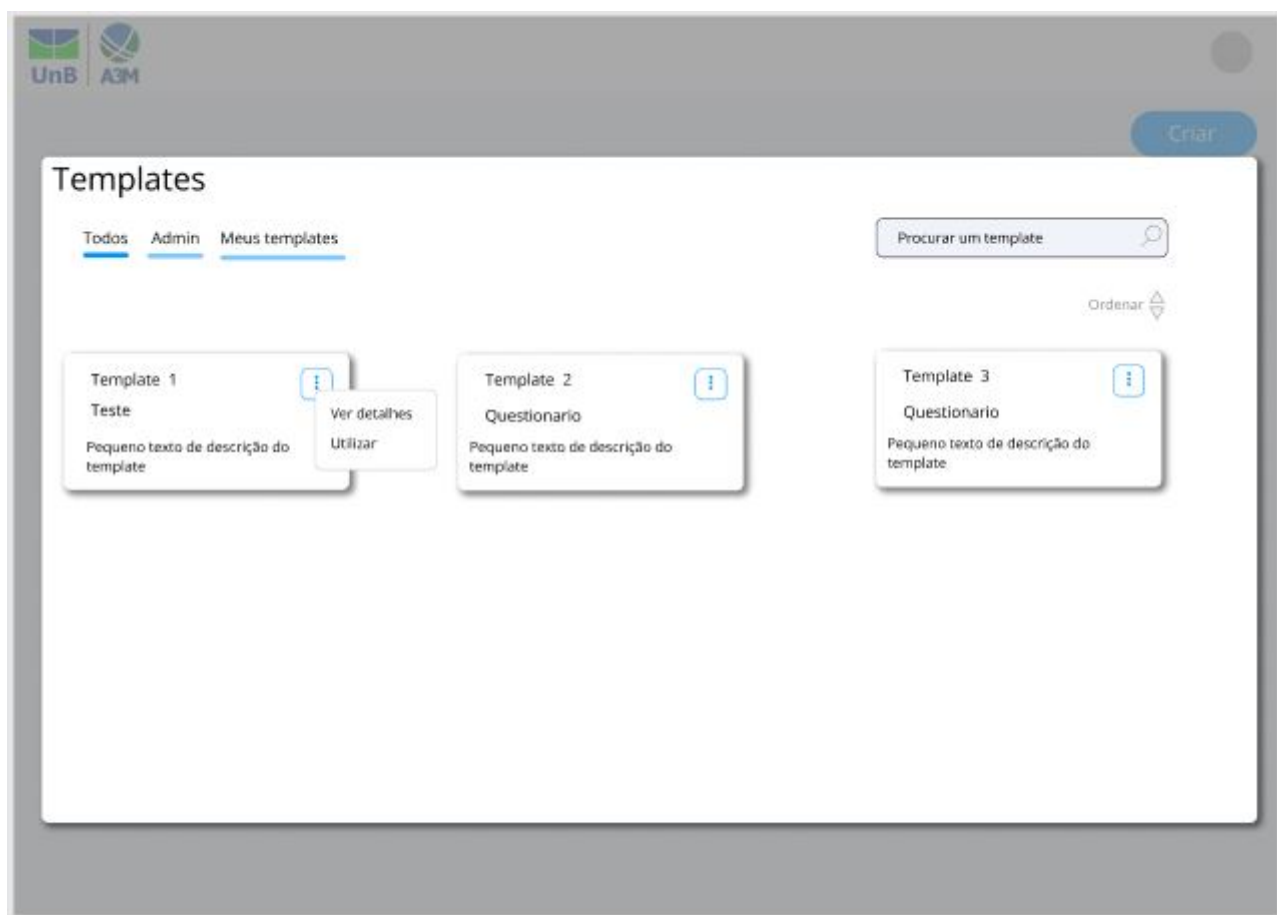 UnB A3M
Criar
Templates
Todos Admin Meus templates
Procurar um template
Ordenar
Template 1
Teste
Pequeno texto de descrição do
template
Ver detalhes
Utilizar
Template 2
Questionario
Pequeno texto de descrição do
template
Template 3
Questionario
Pequeno texto de descrição do
template